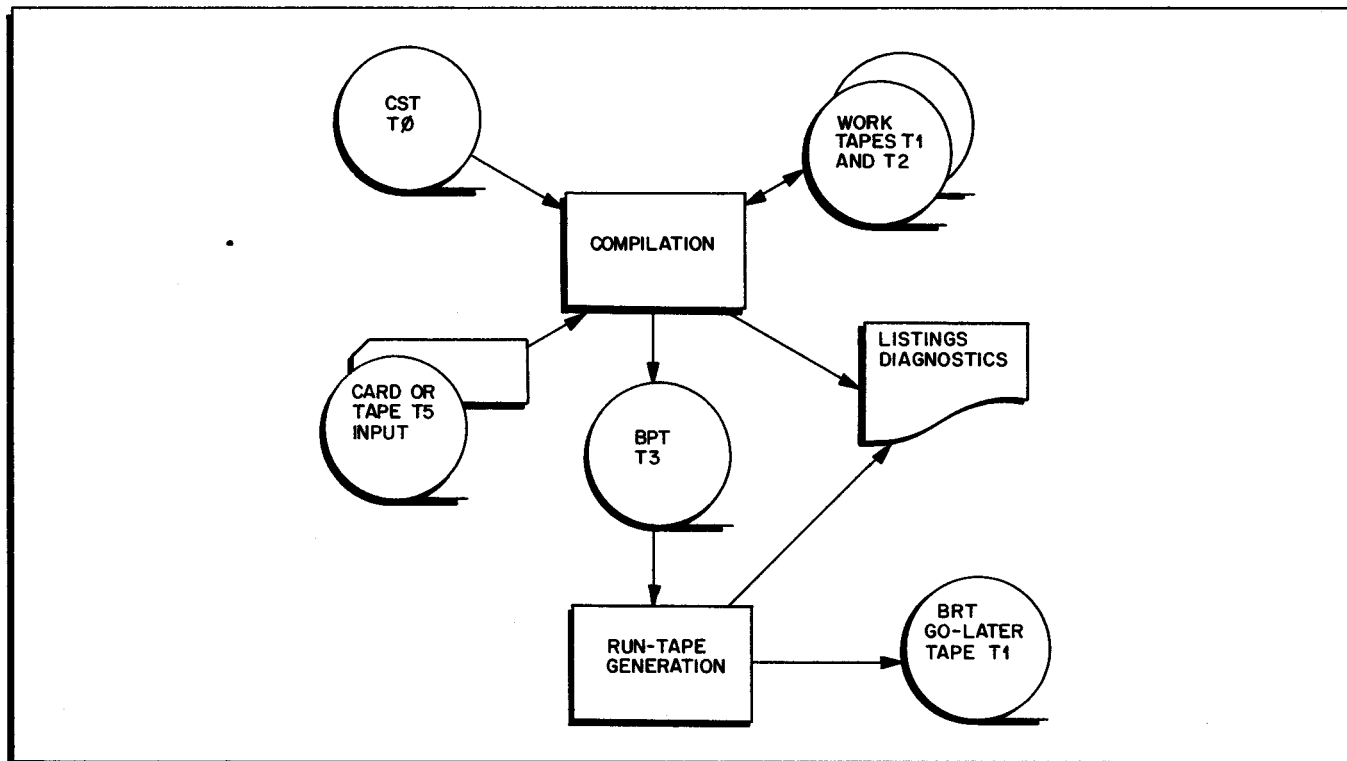 CST
TØ
WORK
TAPES T1
AND T2
COMPILATION
LISTINGS
DIAGNOSTICS
CARD OR
TAPE T5
INPUT
BPT
T3
RUN-TAPE
GENERATION
BRT
GO-LATER
TAPE T1